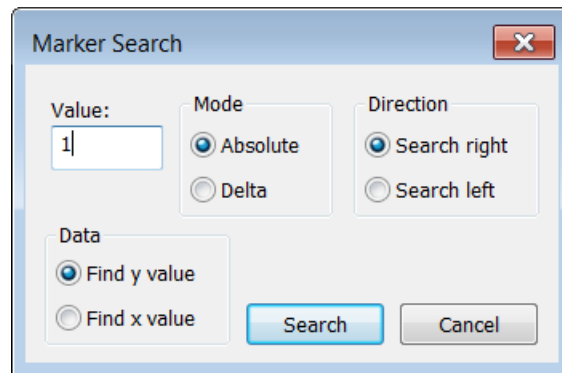 Marker Search
Value:
1
Mode
Absolute
Delta
Direction
Search right
Search left
Data
Find y value
Find x value
Search
Cancel